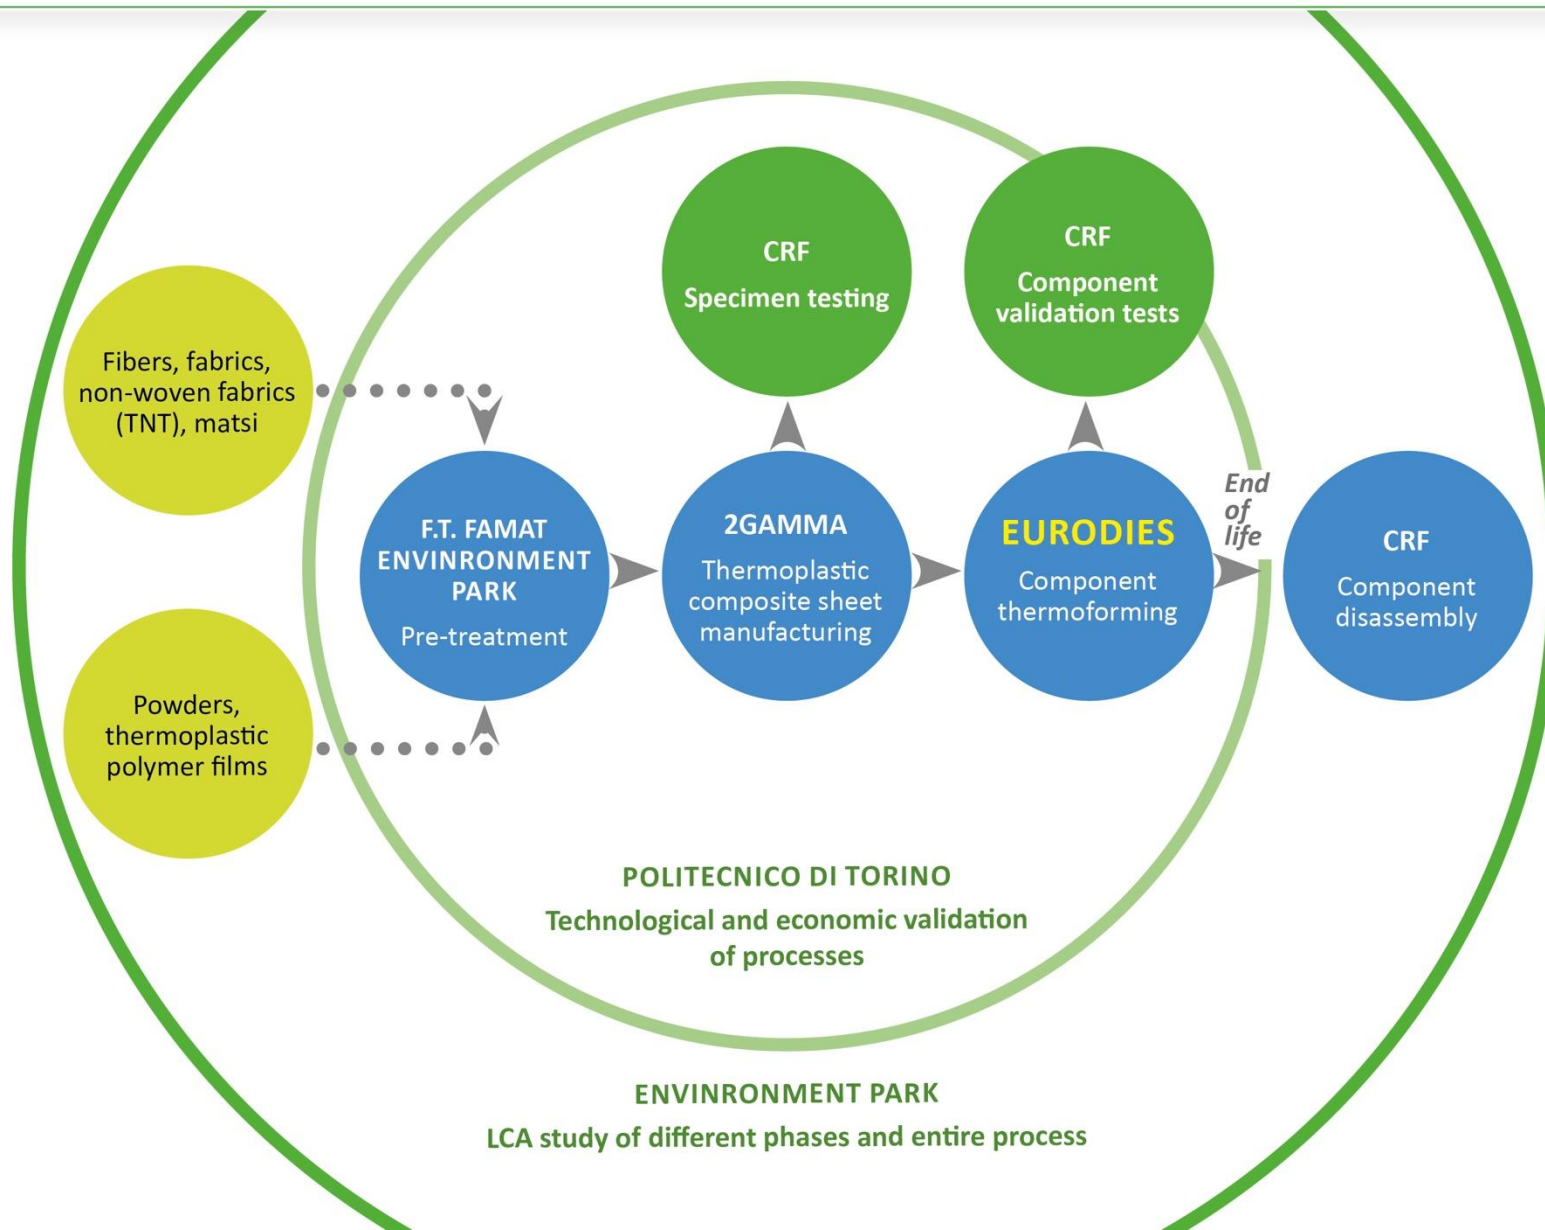 Fibers, fabrics,
non-woven fabrics
(TNT), matsi
Powders,
thermoplastic
polymer films
F.T. FAMAT
ENVINRONMENT
PARK
Pre-treatment
CRF
Specimen testing
2GAMMA
Thermoplastic
composite sheet
manufacturing
CRF
Component
validation tests
EURODIES
Component
thermoforming
End
of
life
CRF
Component
disassembly
POLITECNICO DI TORINO
Technological and economic validation
of processes
ENVINRONMENT PARK
LCA study of different phases and entire process